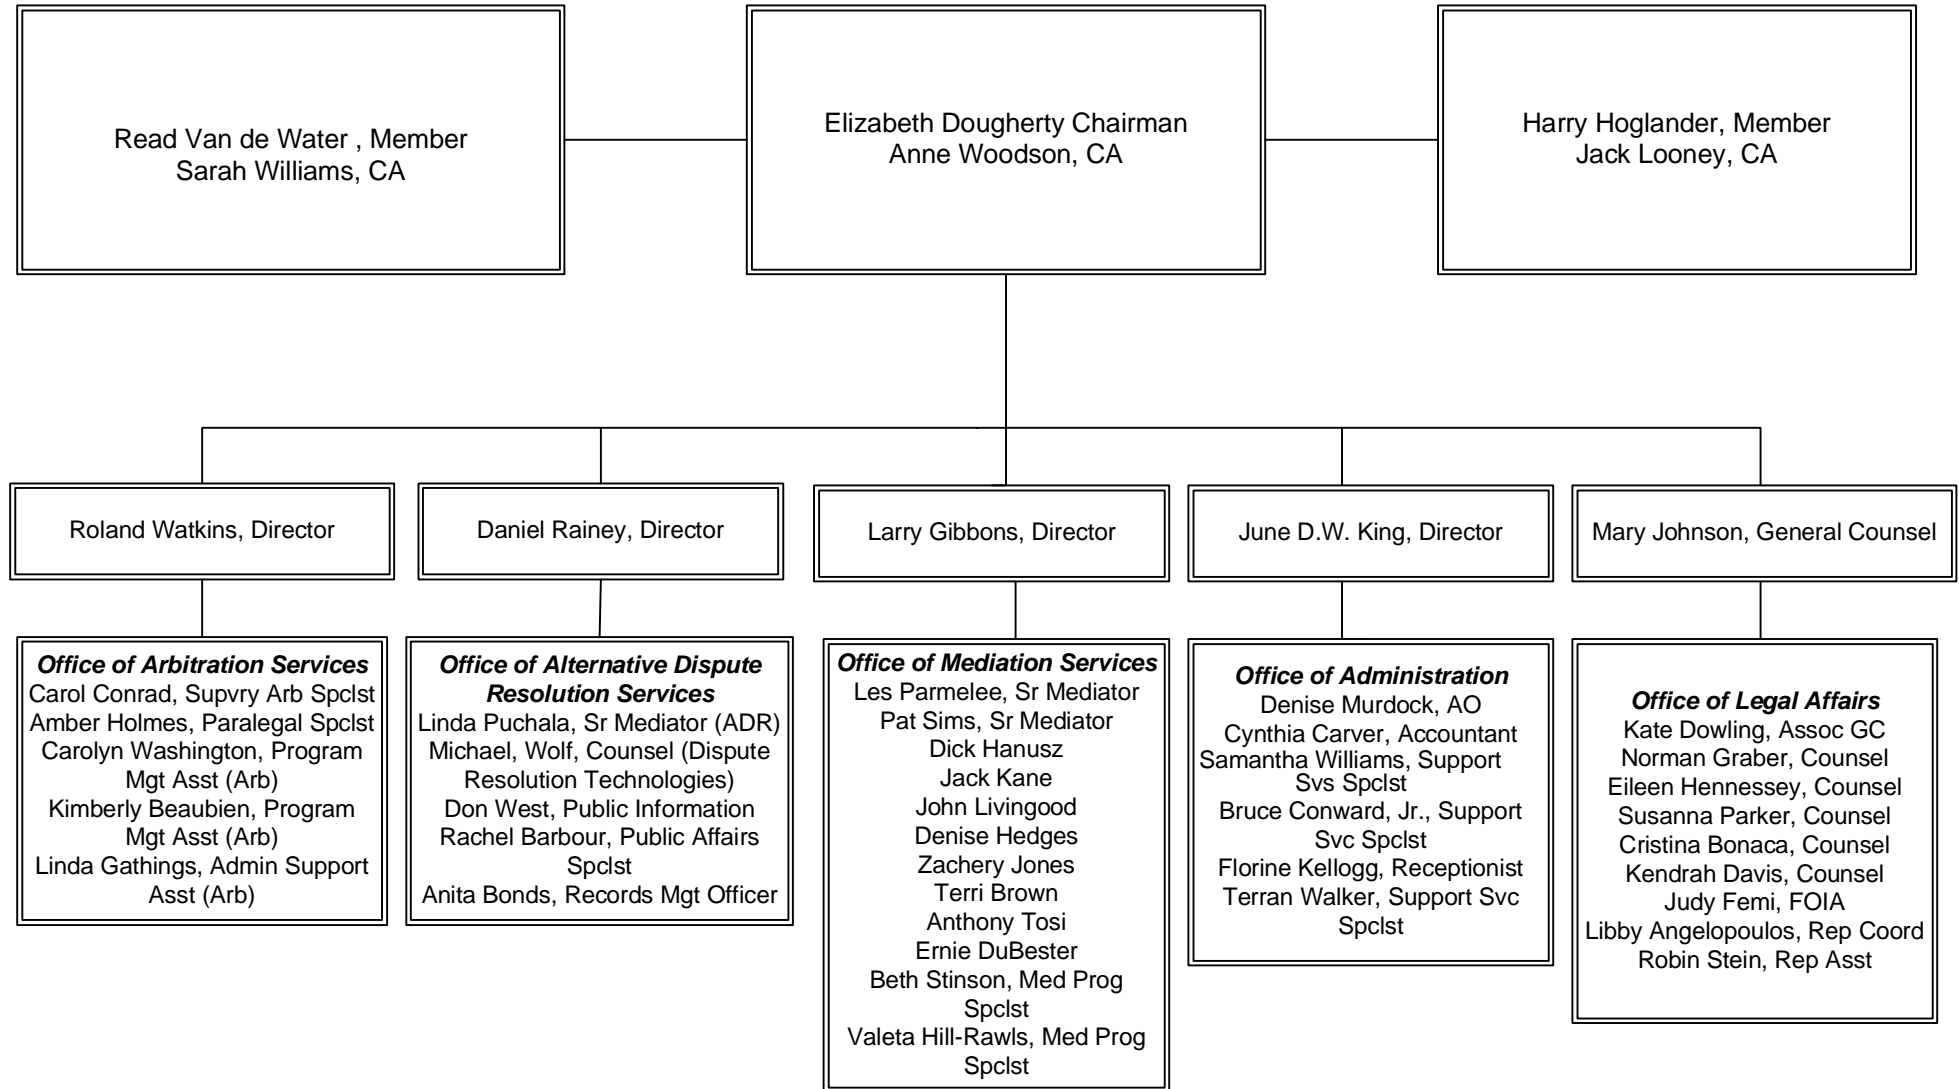 Read Van de Water , Member
Sarah Williams, CA
Elizabeth Dougherty Chairman
Anne Woodson, CA
Harry Hoglander, Member
Jack Looney, CA
Roland Watkins, Director
Daniel Rainey, Director
Larry Gibbons, Director
June D.W. King, Director
Mary Johnson, General Counsel
Office of Arbitration Services
Carol Conrad, Supvry Arb Spclst
Amber Holmes, Paralegal Spclst
Carolyn Washington, Program
Mgt Asst (Arb)
Kimberly Beaubien, Program
Mgt Asst (Arb)
Linda Gathings, Admin Support
Asst (Arb)
Office of Alternative Dispute
Resolution Services
Linda Puchala, Sr Mediator (ADR)
Michael, Wolf, Counsel (Dispute
Resolution Technologies)
Don West, Public Information
Rachel Barbour, Public Affairs
Spclst
Anita Bonds, Records Mgt Officer
Office of Mediation Services
Les Parmelee, Sr Mediator
Pat Sims, Sr Mediator
Dick Hanusz
Jack Kane
John Livingood
Denise Hedges
Zachery Jones
Terri Brown
Anthony Tosi
Ernie DuBester
Beth Stinson, Med Prog
Spclst
Valeta Hill-Rawls, Med Prog
Spclst
Office of Administration
Denise Murdock, AO
Cynthia Carver, Accountant
Samantha Williams, Support
Svs Spclst
Bruce Conward, Jr., Support
Svc Spclst
Florine Kellogg, Receptionist
Terran Walker, Support Svc
Spclst
Office of Legal Affairs
Kate Dowling, Assoc GC
Norman Graber, Counsel
Eileen Hennessey, Counsel
Susanna Parker, Counsel
Cristina Bonaca, Counsel
Kendrah Davis, Counsel
Judy Femi, FOIA
Libby Angelopoulos, Rep Coord
Robin Stein, Rep Asst